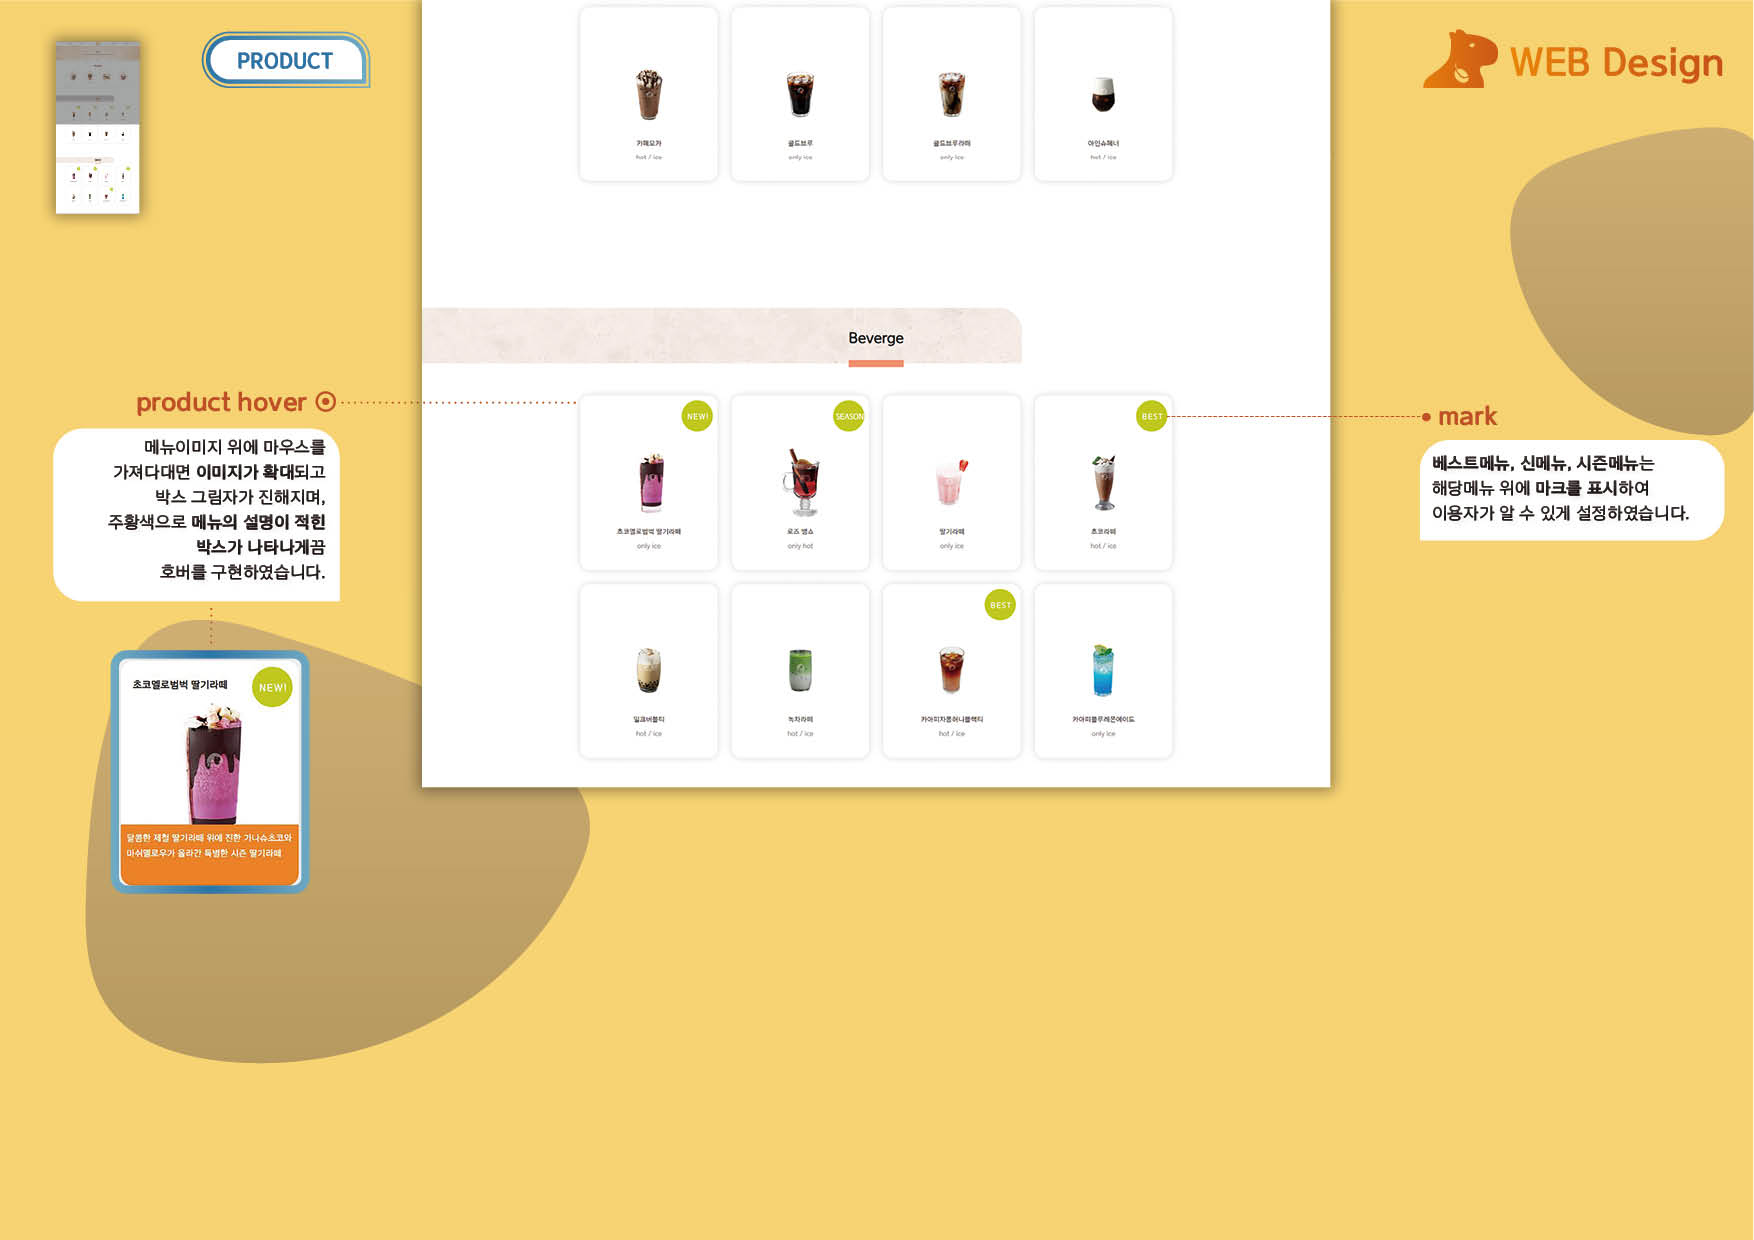 PRODUCT
WEB Design
카페모카
hot / ice
콜드브루
only ice
콜드브루라떼
only ice
아인슈페너
hot / ice
Beverge
product hover
메뉴이미지 위에 마우스를
가져다대면 이미지가 확대되고
박스 그림자가 진해지며,
주황색으로 메뉴의 설명이 적힌
박스가 나타나게끔
호버를 구현하였습니다.
NEW!
초코멜로범벅 딸기라떼
only ice
SEASON
로즈 뱅쇼
only hot
딸기라떼
only ice
BEST
초코라떼
hot / ice
mark
베스트메뉴, 신메뉴, 시즌메뉴는
해당메뉴 위에 마크를 표시하여
이용자가 알 수 있게 설정하였습니다.
밀크버블티
hot / ice
녹차라떼
hot / ice
BEST
카아피자몽허니블랙티
hot / ice
카아피블루레몬에이드
only ice
초코멜로범벅 딸기라떼
NEW!
달콤한 제철 딸기라떼 위에 진한 가나슈초코와
마쉬멜로우가 올라간 특별한 시즌 딸기라떼